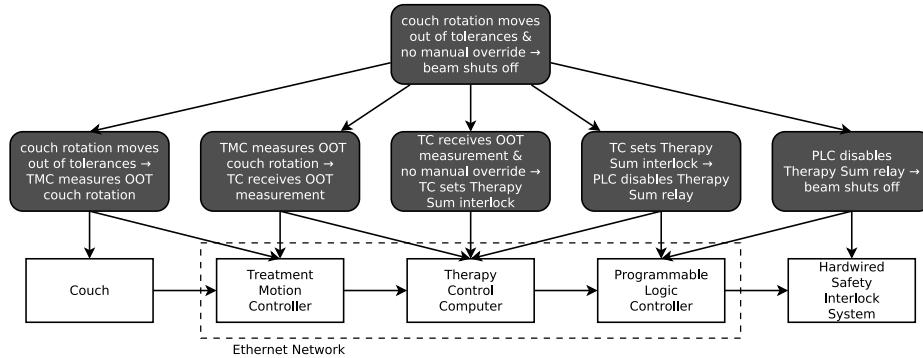 couch rotation moves
out of tolerances &
no manual override →
beam shuts off
couch rotation moves
out of tolerances →
TMC measures OOT
couch rotation
TMC measures OOT
couch rotation →
TC receives OOT
measurement
TC receives OOT
measurement &
no manual override →
TC sets Therapy
Sum interlock
TC sets Therapy
Sum interlock →
PLC disables Therapy
Sum relay
PLC disables
Therapy Sum relay →
beam shuts off
Couch
Treatment
Motion
Controller
Therapy
Control
Computer
Programmable
Logic
Controller
Hardwired
Safety
Interlock
System
Ethernet Network